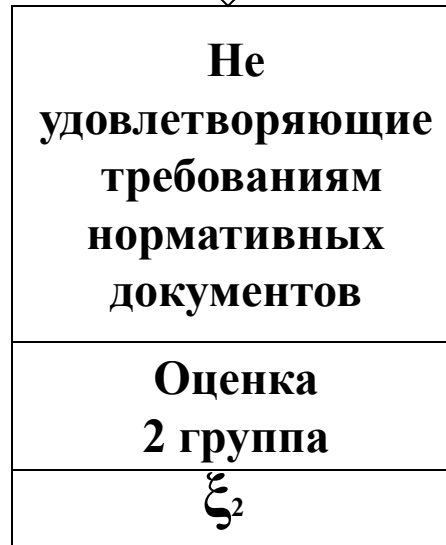 Не
удовлетворяющие
требованиям
нормативных
документов
Оценка
2 группа
ξ₂